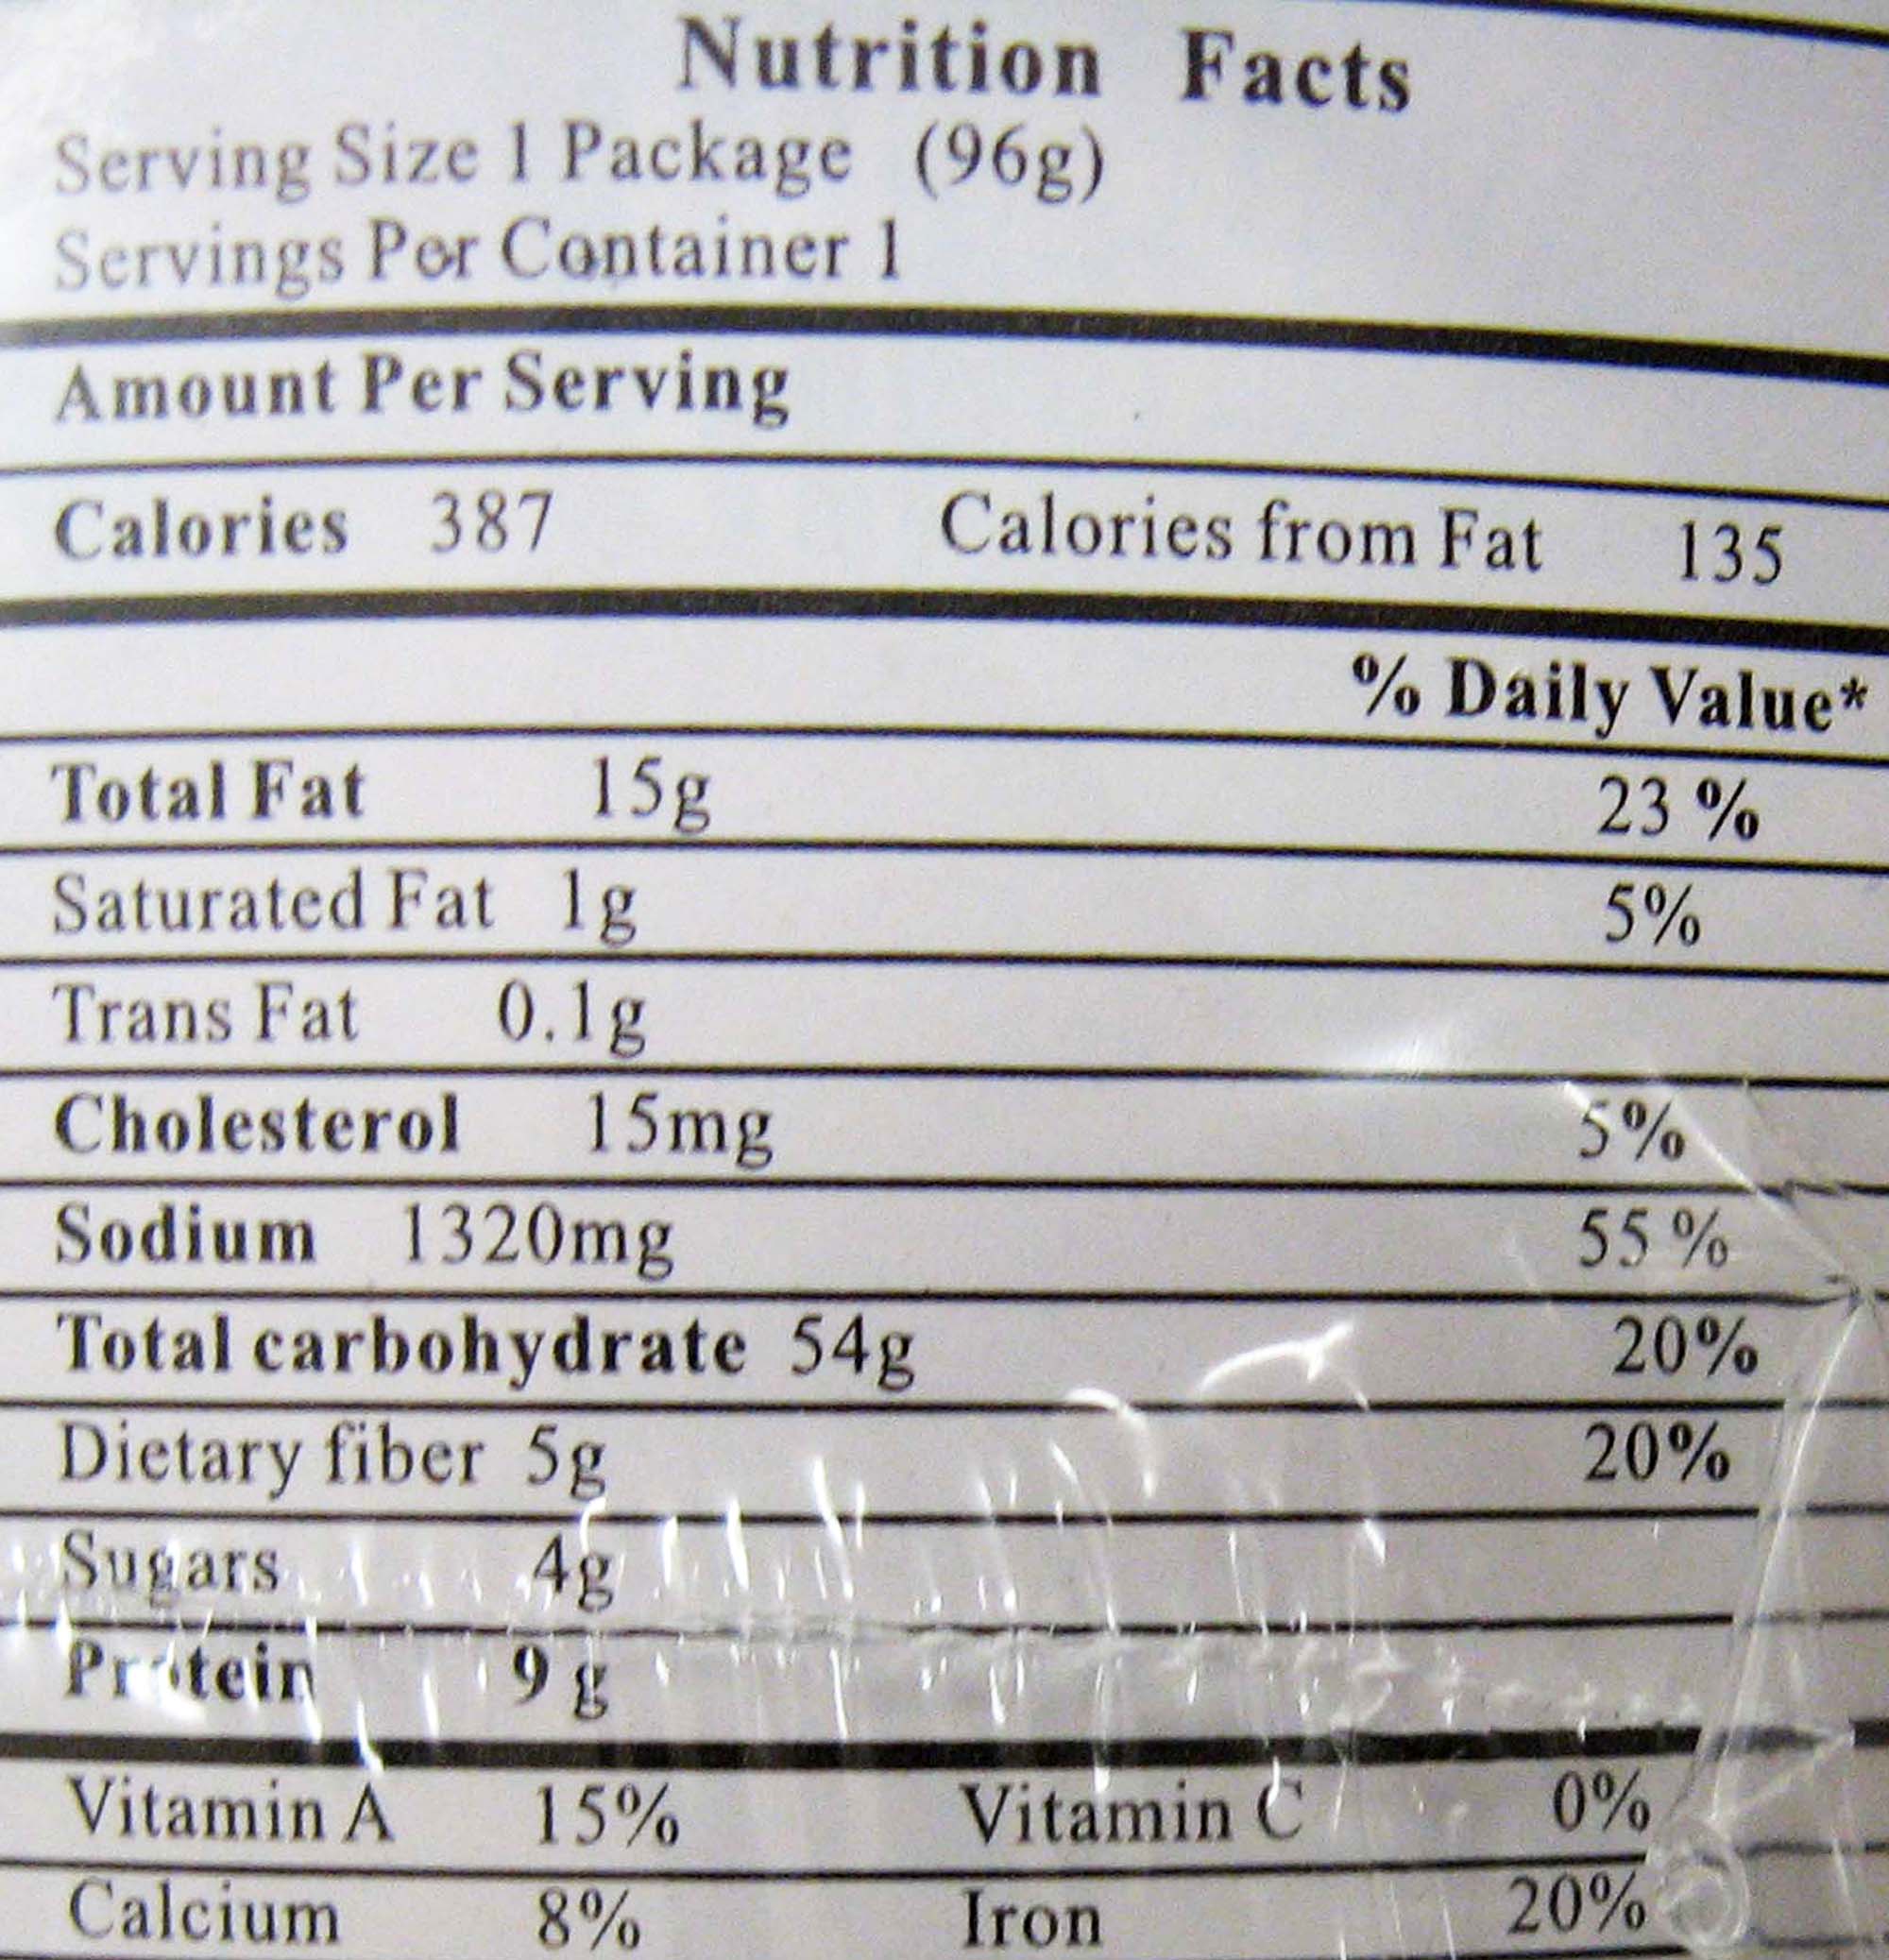 Nutrition Facts
Serving Size 1 Package (96g)
Servings Per Container 1
Amount Per Serving
Calories 387 Calories from Fat 135
% Daily Value*
Total Fat 15g 23 %
Saturated Fat 1g 5%
Trans Fat 0.1g
Cholesterol 15mg 5%
Sodium 1320mg 55 %
Total carbohydrate 54g 20%
Dietary fiber 5g 20%
Sugars 4g
Protein 9 g
Vitamin A 15% Vitamin C 0%
Calcium 8% Iron 20%